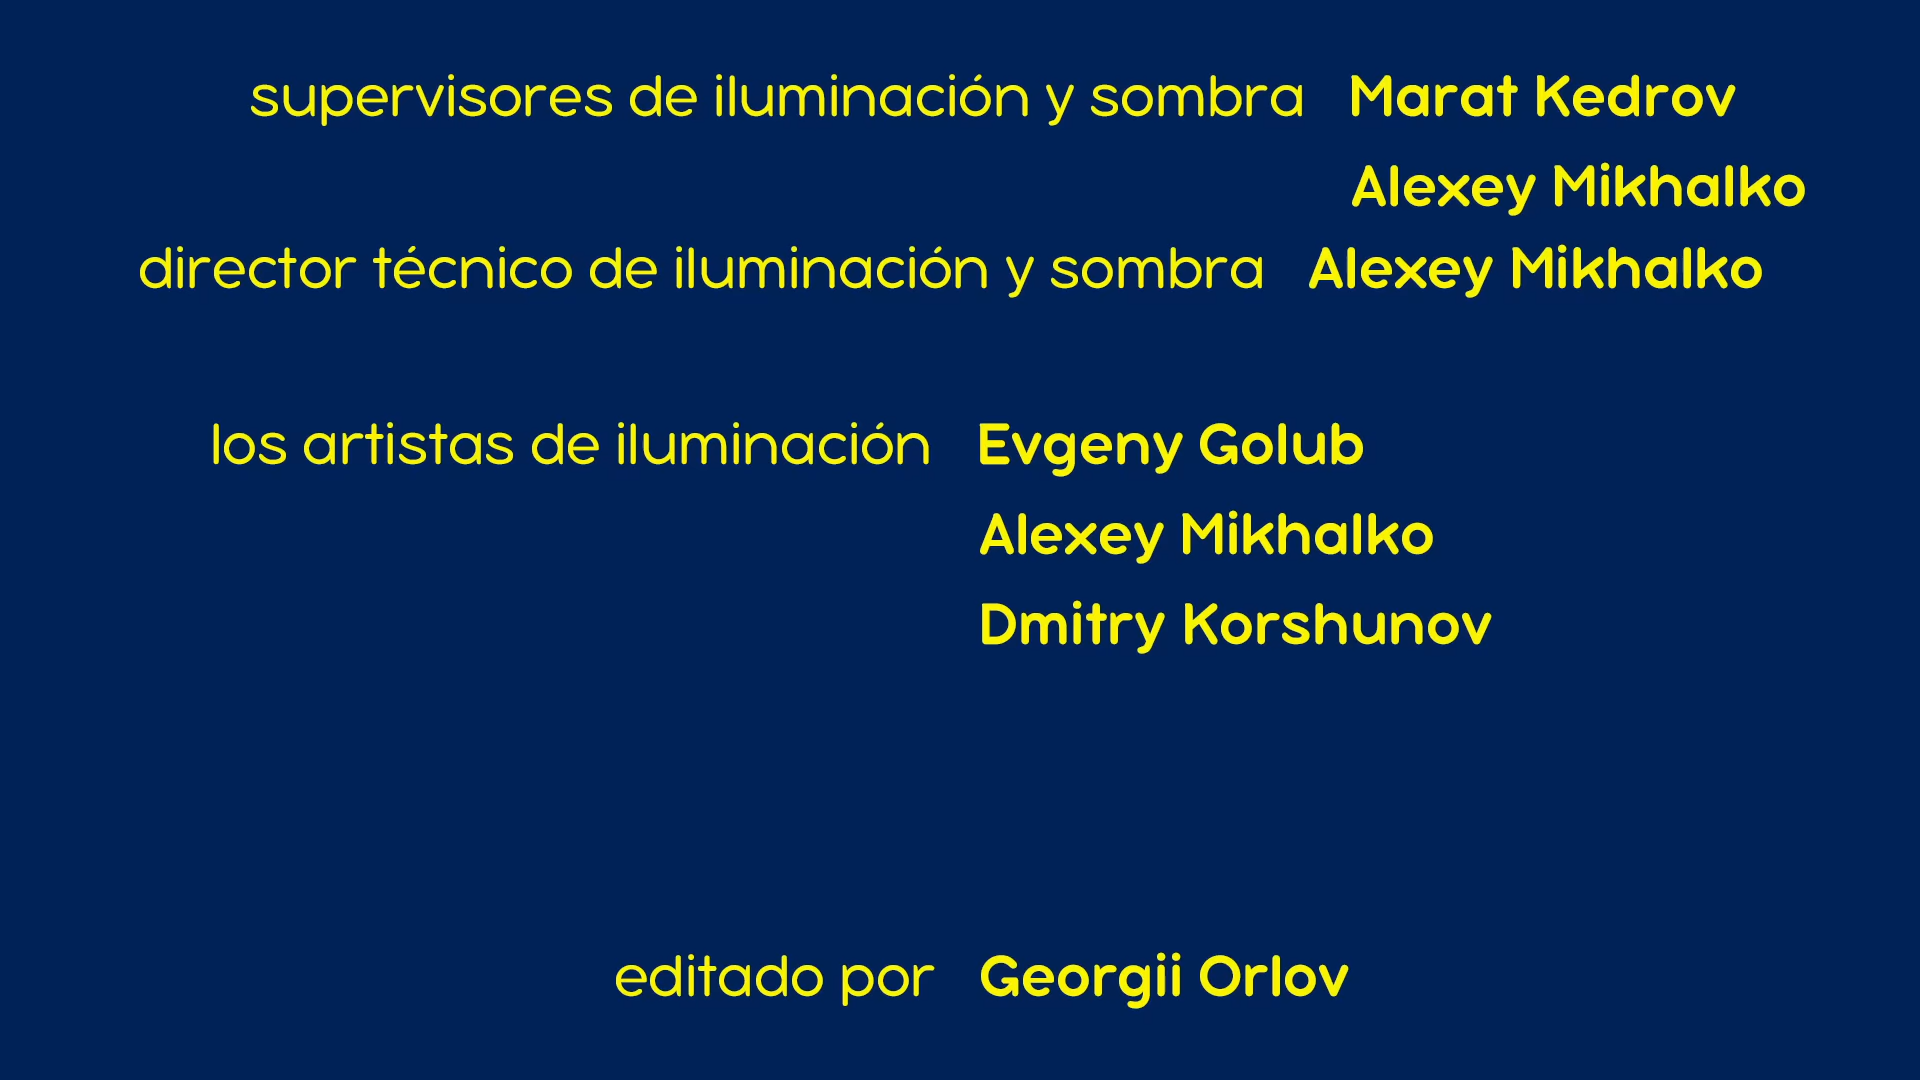 supervisores de iluminación y sombra Marat Kedrov
Alexey Mikhalko
director técnico de iluminación y sombra Alexey Mikhalko
los artistas de iluminación Evgeny Golub
Alexey Mikhalko
Dmitry Korshunov
editado por Georgii Orlov